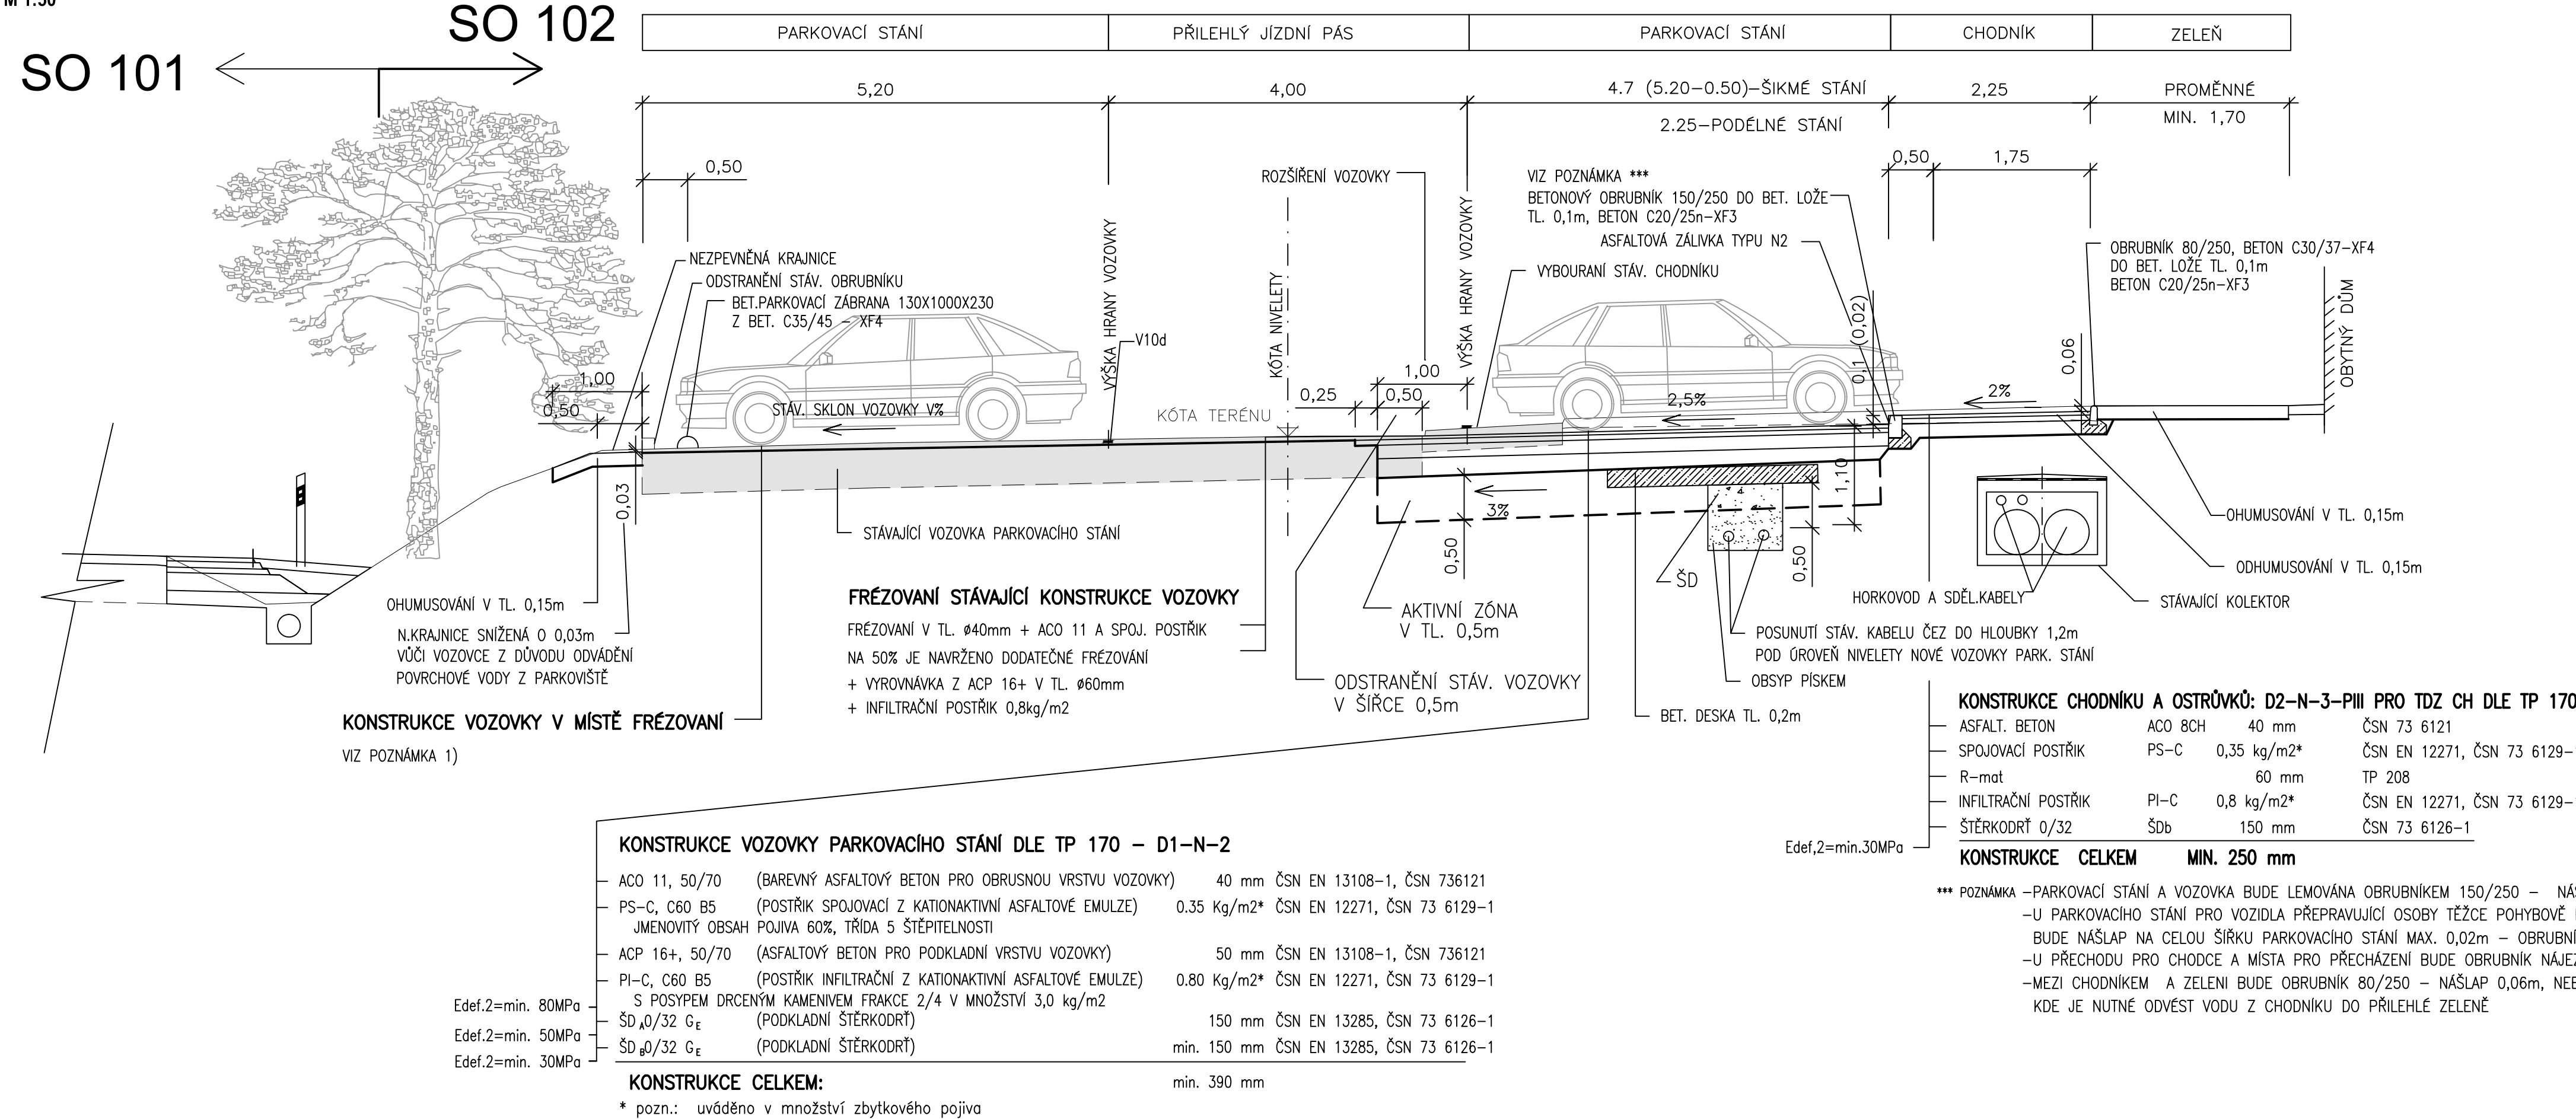 M 1:50
SO 102
SO 101
PARKOVACÍ STÁNÍ
PŘILEHLÝ JÍZDNÍ PÁS
PARKOVACÍ STÁNÍ
CHODNÍK
ZELEŇ
5,20
4,00
4.7 (5.20-0.50)-ŠIKMÉ STÁNÍ
2.25-PODÉLNÉ STÁNÍ
2,25
PROMĚNNÉ
MIN. 1,70
0,50
ROZŠÍŘENÍ VOZOVKY
VIZ POZNÁMKA ***
BETONOVÝ OBRUBNÍK 150/250 DO BET. LOŽE
TL. 0,1m, BETON C20/25n-XF3
ASFALTOVÁ ZÁLIVKA TYPU N2
VYBOURANÍ STÁV. CHODNÍKU
0,50
1,75
OBRUBNÍK 80/250, BETON C30/37-XF4
DO BET. LOŽE TL. 0,1m
BETON C20/25n-XF3
NEZPEVNĚNÁ KRAJNICE
ODSTRANĚNÍ STÁV. OBRUBNÍKU
BET.PARKOVACÍ ZÁBRANA 130X1000X230
Z BET. C35/45 - XF4
VÝŠKA HRANY VOZOVKY
V10d
KÓTA NIVELETY
VÝŠKA HRANY VOZOVKY
0,1 (0,02)
0,06
OBYTNÝ DŮM
1,00
0,50
STÁV. SKLON VOZOVKY V%
KÓTA TERÉNU
0,25
1,00
0,50
2,5%
2%
0,03
3%
0,50
1,10
0,50
STÁVAJÍCÍ VOZOVKA PARKOVACÍHO STÁNÍ
ŠD
OHUMUSOVÁNÍ V TL. 0,15m
ODHUMUSOVÁNÍ V TL. 0,15m
HORKOVOD A SDĚL.KABELY
STÁVAJÍCÍ KOLEKTOR
OHUMUSOVÁNÍ V TL. 0,15m
N.KRAJNICE SNÍŽENÁ O 0,03m
VŮČI VOZOVCE Z DŮVODU ODVÁDĚNÍ
POVRCHOVÉ VODY Z PARKOVIŠTĚ
FRÉZOVANÍ STÁVAJÍCÍ KONSTRUKCE VOZOVKY
FRÉZOVANÍ V TL. ø40mm + ACO 11 A SPOJ. POSTŘIK
NA 50% JE NAVRŽENO DODATEČNÉ FRÉZOVÁNÍ
+ VYROVNÁVKA Z ACP 16+ V TL. ø60mm
+ INFILTRAČNÍ POSTŘIK 0,8kg/m2
AKTIVNÍ ZÓNA
V TL. 0,5m
ODSTRANĚNÍ STÁV. VOZOVKY
V ŠÍŘCE 0,5m
POSUNUTÍ STÁV. KABELU ČEZ DO HLOUBKY 1,2m
POD ÚROVEŇ NIVELETY NOVÉ VOZOVKY PARK. STÁNÍ
OBSYP PÍSKEM
BET. DESKA TL. 0,2m
KONSTRUKCE VOZOVKY V MÍSTĚ FRÉZOVANÍ
VIZ POZNÁMKA 1)
KONSTRUKCE CHODNÍKU A OSTRŮVKŮ: D2-N-3-PIII PRO TDZ CH DLE TP 170
ASFALT. BETON ACO 8CH 40 mm ČSN 73 6121
SPOJOVACÍ POSTŘIK PS-C 0,35 kg/m2* ČSN EN 12271, ČSN 73 6129-
R-mat 60 mm TP 208
INFILTRAČNÍ POSTŘIK PI-C 0,8 kg/m2* ČSN EN 12271, ČSN 73 6129-
ŠTĚRKODRŤ 0/32 ŠDb 150 mm ČSN 73 6126-1
Edef,2=min.30MPa
KONSTRUKCE CELKEM MIN. 250 mm
*** POZNÁMKA -PARKOVACÍ STÁNÍ A VOZOVKA BUDE LEMOVÁNA OBRUBNÍKEM 150/250 -
-U PARKOVACÍHO STÁNÍ PRO VOZIDLA PŘEPRAVUJÍCÍ OSOBY TĚŽCE POHYBOVĚ
BUDE NÁŠLAP NA CELOU ŠÍŘKU PARKOVACÍHO STÁNÍ MAX. 0,02m -
-U PŘECHODU PRO CHODCE A MÍSTA PRO PŘECHÁZENÍ BUDE OBRUBNÍK
-MEZI CHODNÍKEM A ZELENI BUDE OBRUBNÍK 80/250 - NÁŠLAP 0,06m,
KDE JE NUTNÉ ODVÉST VODU Z CHODNÍKU DO PŘILEHLÉ ZELENĚ
KONSTRUKCE VOZOVKY PARKOVACÍHO STÁNÍ DLE TP 170 - D1-N-2
ACO 11, 50/70 (BAREVNÝ ASFALTOVÝ BETON PRO OBRUSNOU VRSTVU VOZOVKY) 40 mm ČSN EN 13108-1, ČSN 736121
PS-C, C60 B5 (POSTŘIK SPOJOVACÍ Z KATIONAKTIVNÍ ASFALTOVÉ EMULZE) 0.35 Kg/m2* ČSN EN 12271, ČSN 73 6129-1
JMENOVITÝ OBSAH POJIVA 60%, TŘÍDA 5 ŠTĚPITELNOSTI
ACP 16+, 50/70 (ASFALTOVÝ BETON PRO PODKLADNÍ VRSTVU VOZOVKY) 50 mm ČSN EN 13108-1, ČSN 736121
PI-C, C60 B5 (POSTŘIK INFILTRAČNÍ Z KATIONAKTIVNÍ ASFALTOVÉ EMULZE) 0.80 Kg/m2* ČSN EN 12271, ČSN 73 6129-1
S POSYPEM DRCENÝM KAMENIVEM FRAKCE 2/4 V MNOŽSTVÍ 3,0 kg/m2
Edef.2=min. 80MPa
ŠD A0/32 GE (PODKLADNÍ ŠTĚRKODRŤ) 150 mm ČSN EN 13285, ČSN 73 6126-1
Edef.2=min. 50MPa
ŠD B0/32 GE (PODKLADNÍ ŠTĚRKODRŤ) min. 150 mm ČSN EN 13285, ČSN 73 6126-1
Edef.2=min. 30MPa
KONSTRUKCE CELKEM: min. 390 mm
* pozn.: uváděno v množství zbytkového pojiva